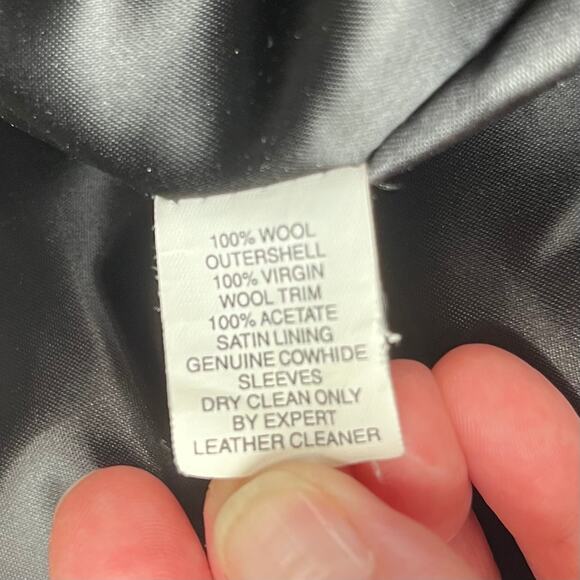 100% WOOL
OUTERSHELL
100% VIRGIN
WOOL TRIM
100% ACETATE
SATIN LINING
GENUINE COWHIDE
SLEEVES
DRY CLEAN ONLY
BY EXPERT
LEATHER CLEANER